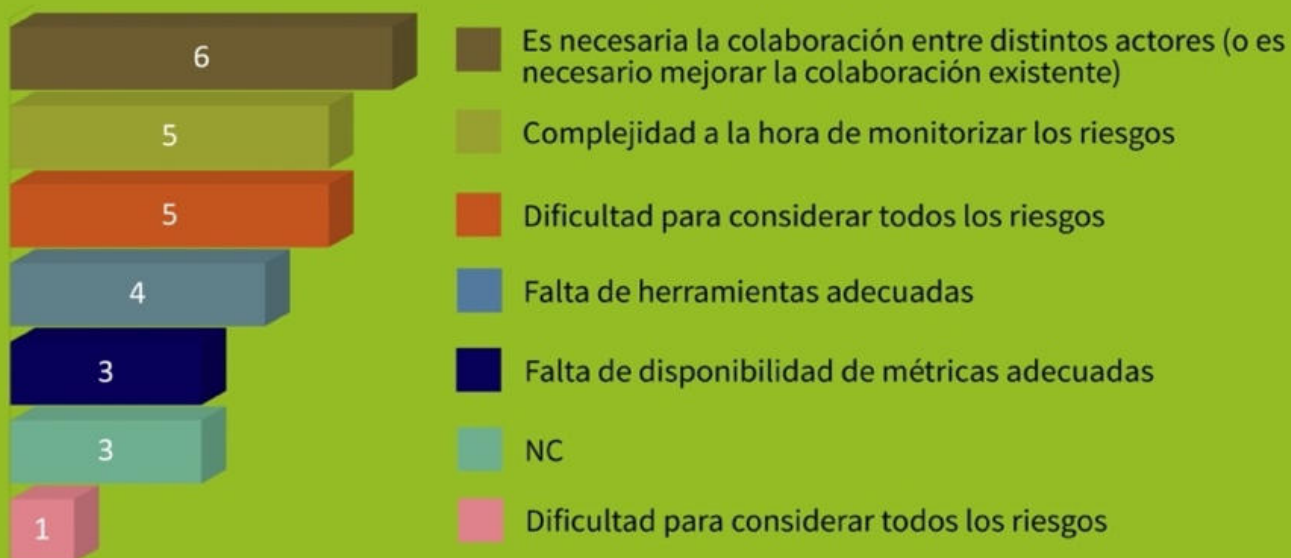 6
Es necesaria la colaboración entre distintos actores (o es
necesario mejorar la colaboración existente)
5
Complejidad a la hora de monitorizar los riesgos
5
Dificultad para considerar todos los riesgos
4
Falta de herramientas adecuadas
3
Falta de disponibilidad de métricas adecuadas
3
NC
1
Dificultad para considerar todos los riesgos